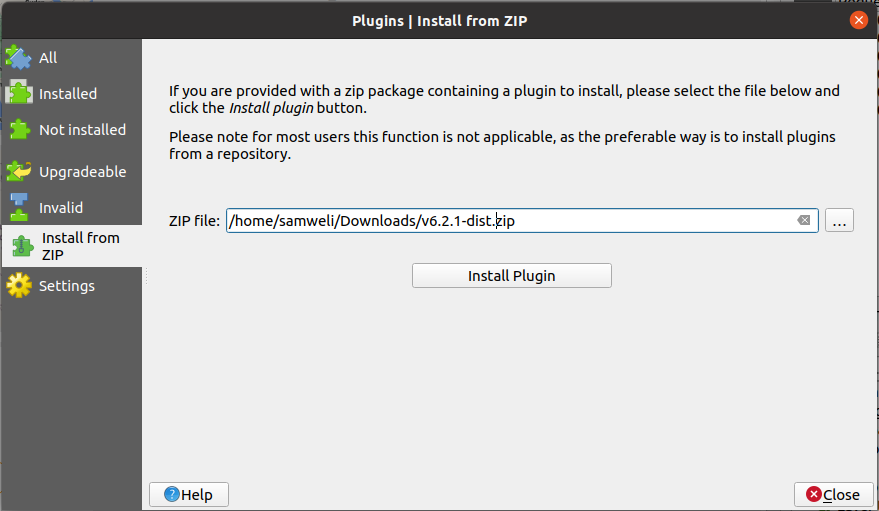 Plugins | Install from ZIP
All
Installed
Not installed
Upgradeable
Invalid
Install from
ZIP
Settings
If you are provided with a zip package containing a plugin to install, please select the file below and
click the Install plugin button.
Please note for most users this function is not applicable, as the preferable way is to install plugins
from a repository.
ZIP file: /home/samweli/Downloads/v6.2.1-dist.zip ...
Install Plugin
Help
Close